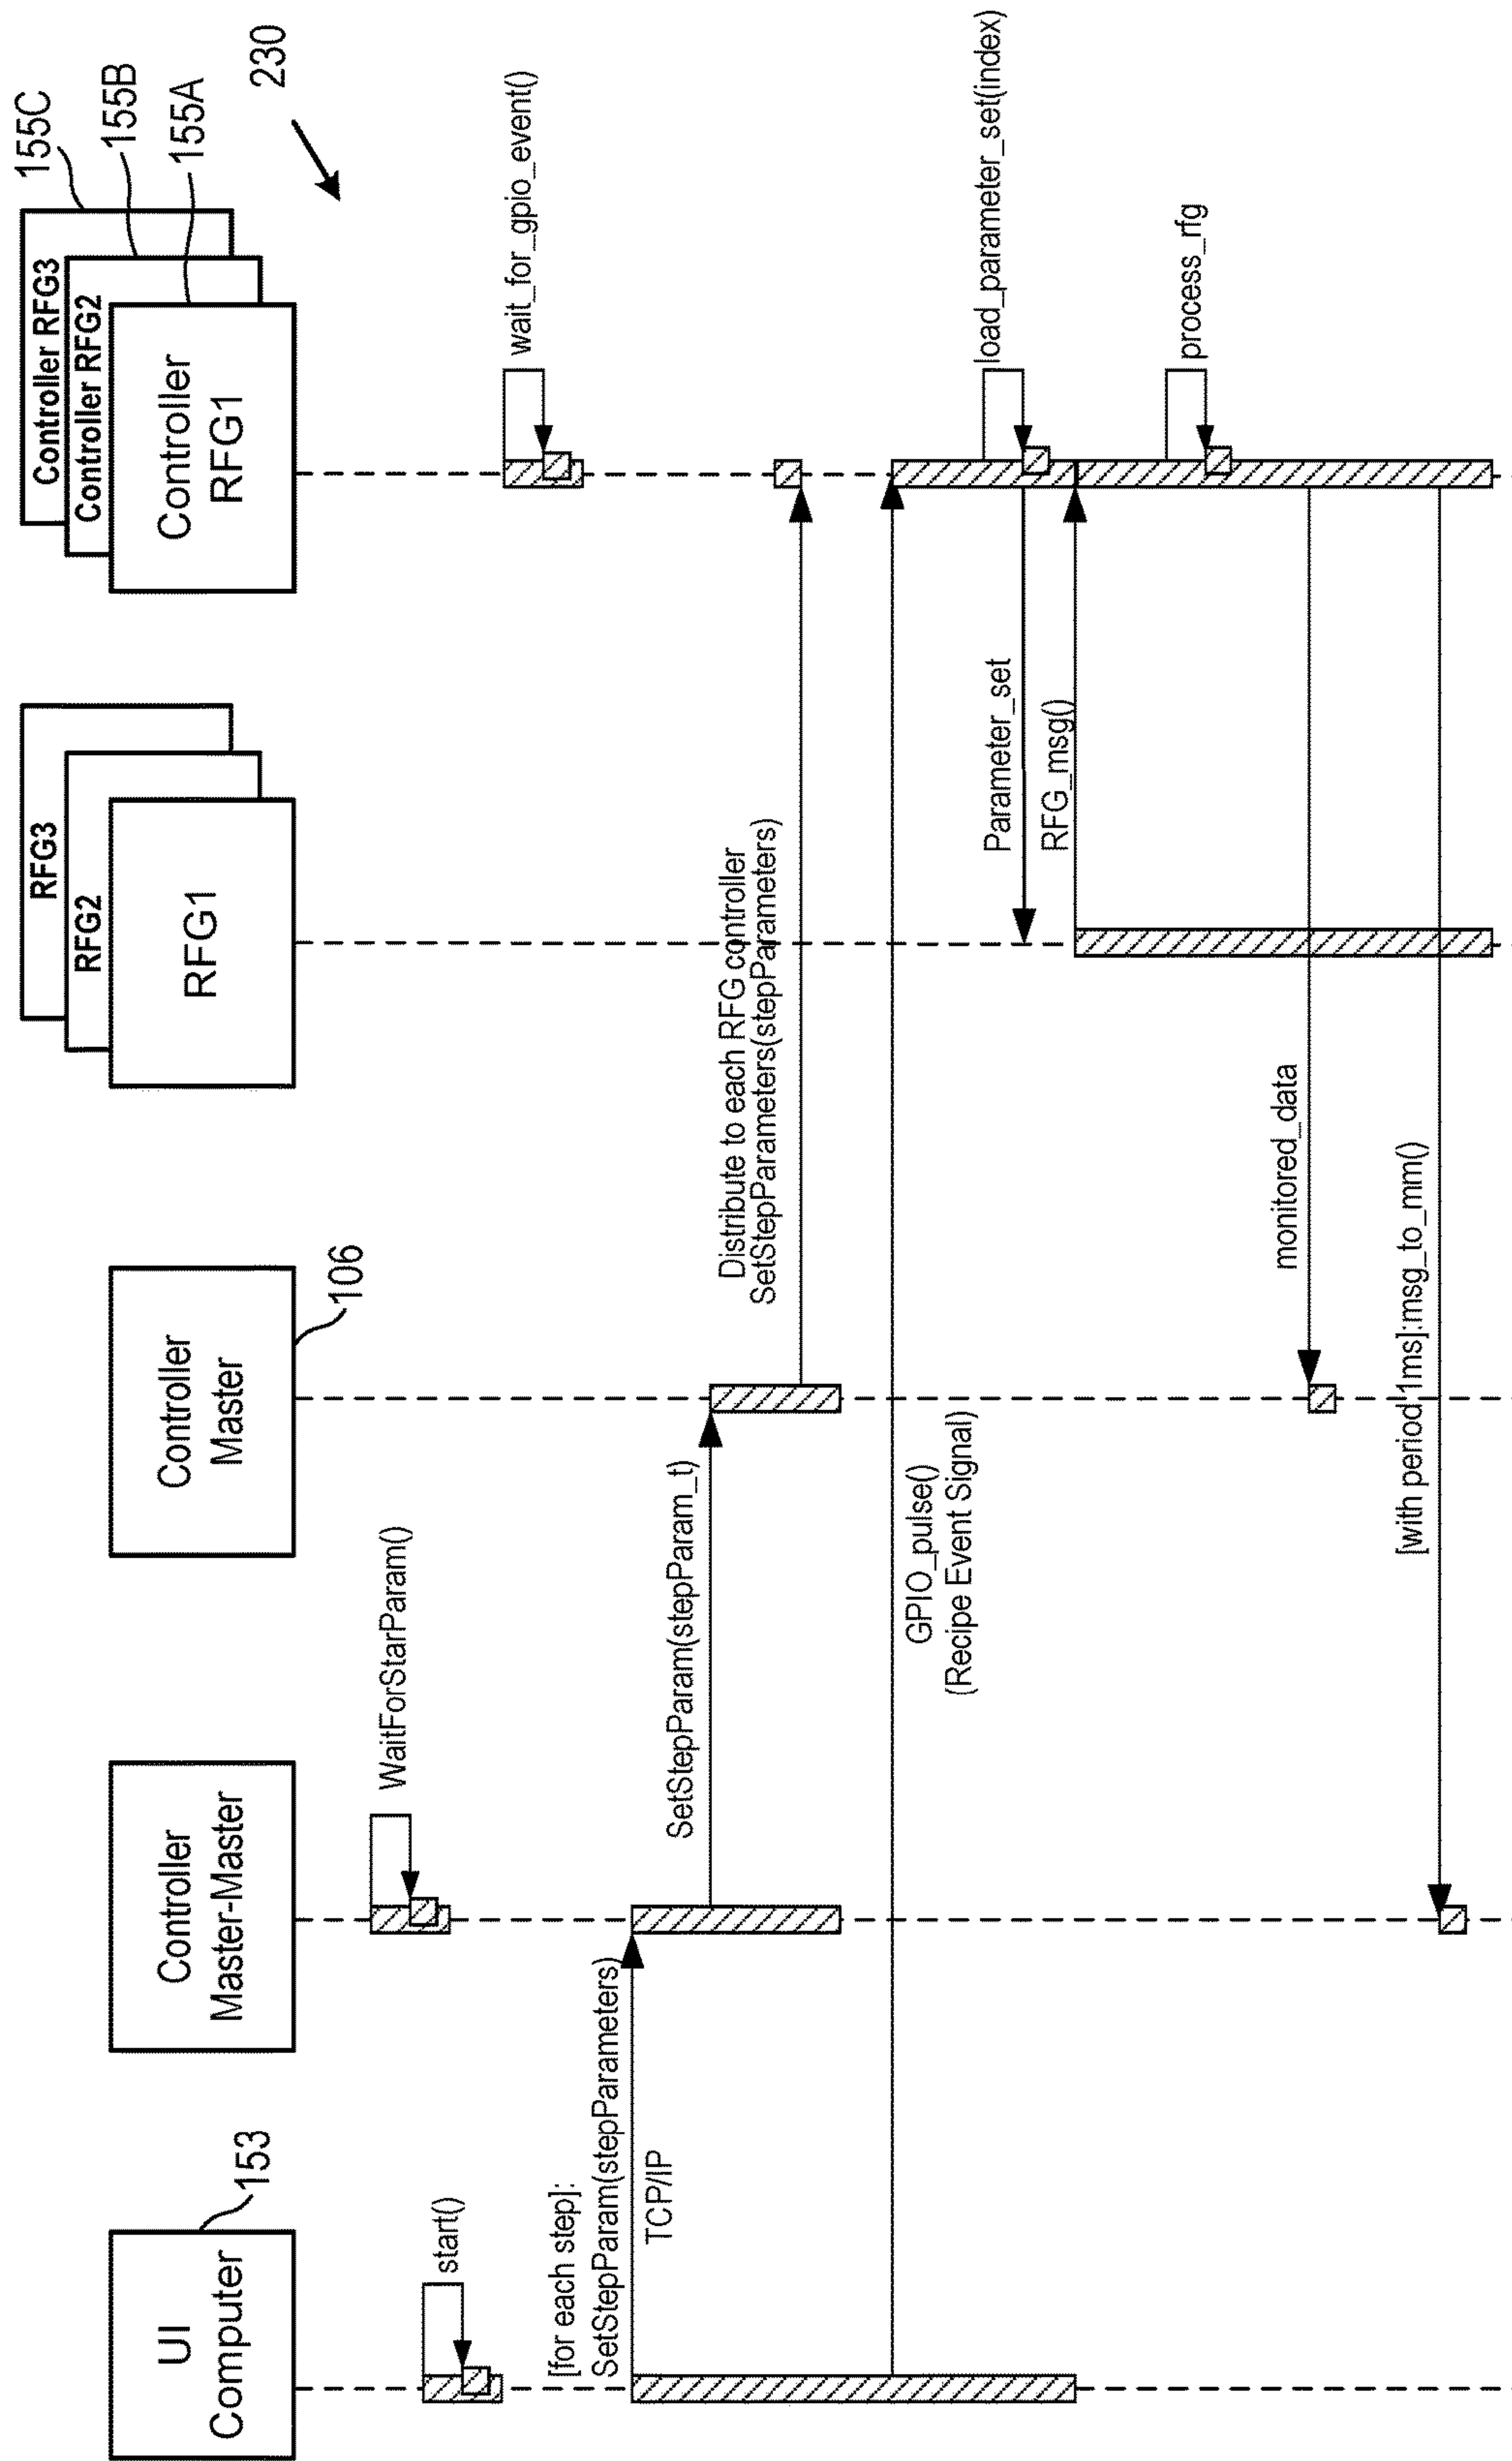 UI
Computer
153
Controller
Master-Master
Controller
Master
106
RFG3
RFG2
RFG1
Controller RFG3
Controller RFG2
Controller
RFG1
155C
155B
155A
230
WaitForStarParam()
start()
wait_for_gpio_event()
[for each step]:
SetStepParam(stepParameters)
TCP/IP
SetStepParam(stepParam_t)
Distribute to each RFG controller
SetStepParameters(stepParameters)
GPIO_pulse()
(Recipe Event Signal)
load_parameter_set(index)
Parameter_set
RFG_msg()
process_rfg
monitored_data
[with period'1ms]:msg_to_mm()